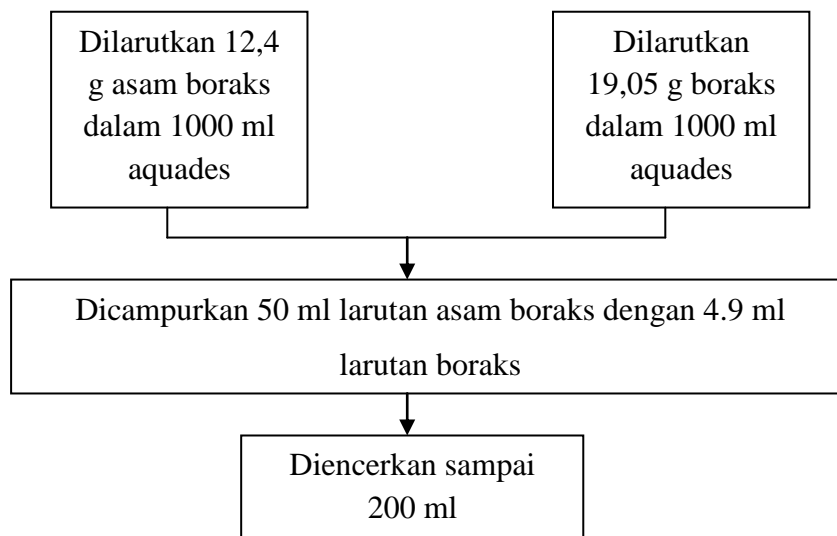 Dilarutkan 12,4
g asam boraks
dalam 1000 ml
aquades
Dilarutkan
19,05 g boraks
dalam 1000 ml
aquades
Dicampurkan 50 ml larutan asam boraks dengan 4.9 ml
larutan boraks
Diencerkan sampai
200 ml